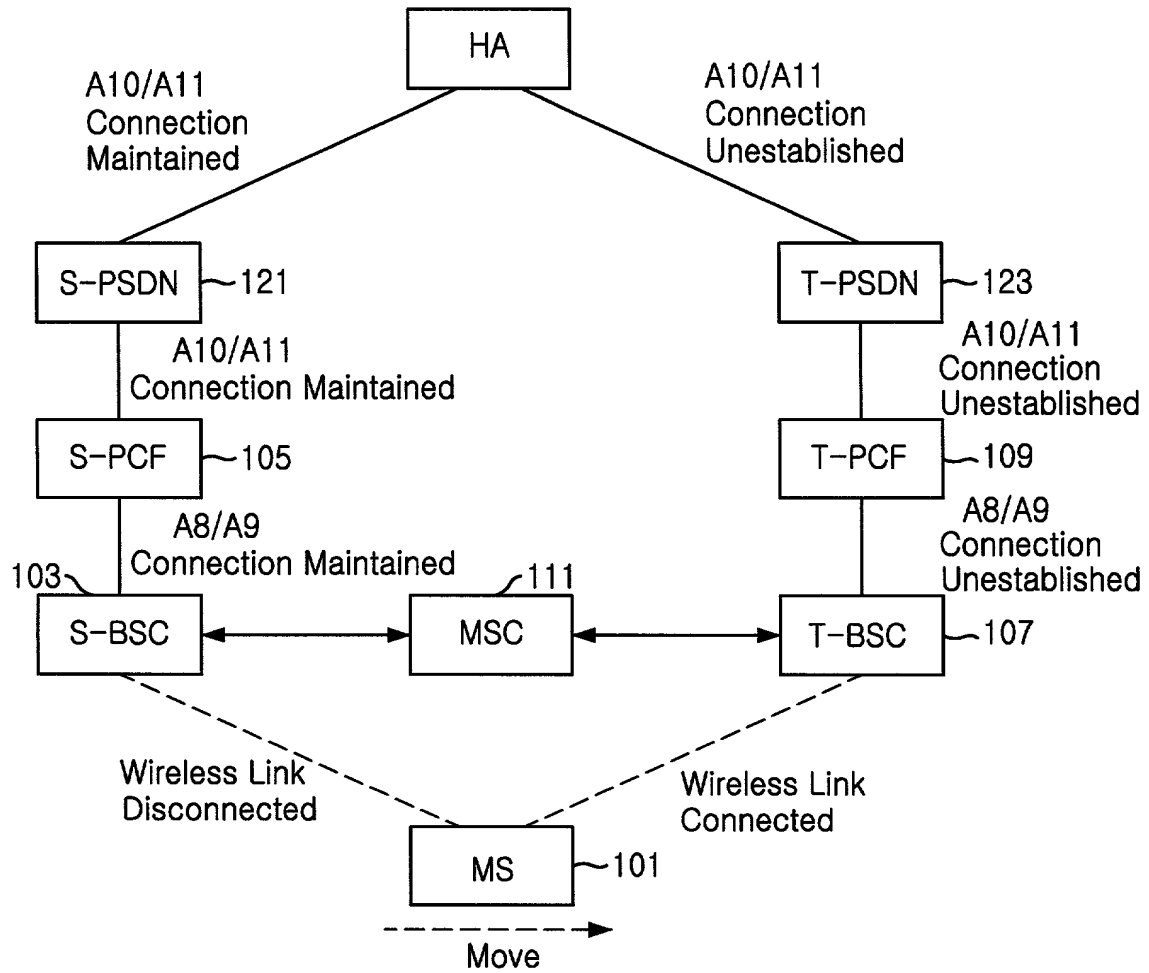 HA
A10/A11
Connection
Maintained
A10/A11
Connection
Unestablished
S-PSDN
121
T-PSDN
123
A10/A11
Connection Maintained
A10/A11
Connection
Unestablished
S-PCF
105
T-PCF
109
A8/A9
Connection Maintained
A8/A9
Connection
Unestablished
103
S-BSC
111
MSC
T-BSC
107
Wireless Link
Disconnected
Wireless Link
Connected
MS
101
Move